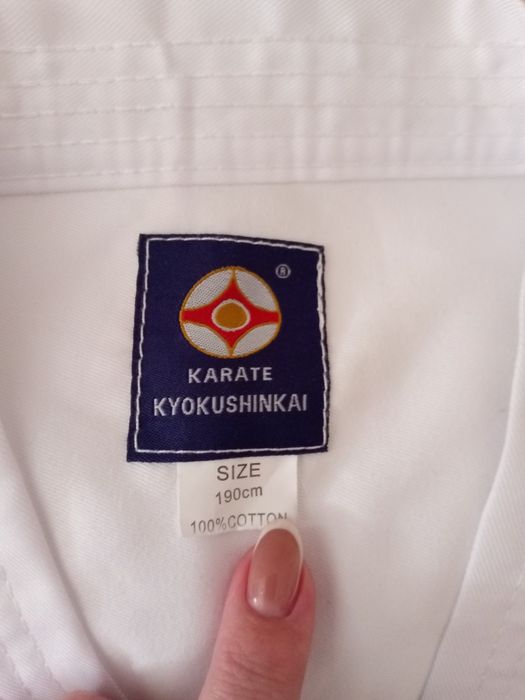 ®
KARATE
KYOKUSHINKAI
SIZE
190cm
100% COTTON